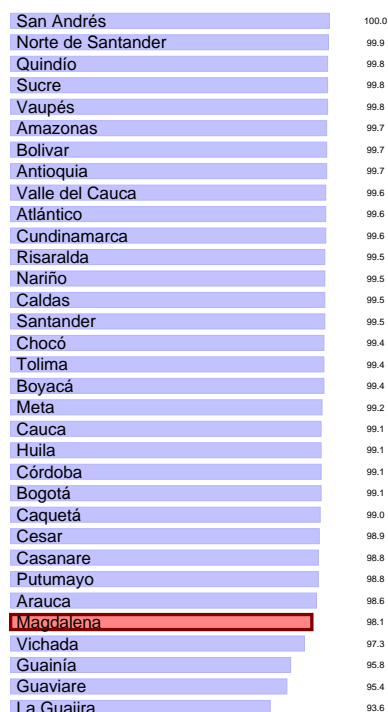 San Andrés 100.0
Norte de Santander 99.9
Quindío 99.8
Sucre 99.8
Vaupés 99.8
Amazonas 99.7
Bolivar 99.7
Antioquia 99.7
Valle del Cauca 99.6
Atlántico 99.6
Cundinamarca 99.6
Risaralda 99.5
Nariño 99.5
Caldas 99.5
Santander 99.5
Chocó 99.4
Tolima 99.4
Boyacá 99.4
Meta 99.2
Cauca 99.1
Huila 99.1
Córdoba 99.1
Bogotá 99.1
Caquetá 99.0
Cesar 98.9
Casanare 98.8
Putumayo 98.8
Arauca 98.6
Magdalena 98.1
Vichada 97.3
Guainía 95.8
Guaviare 95.4
La Guajira 93.6